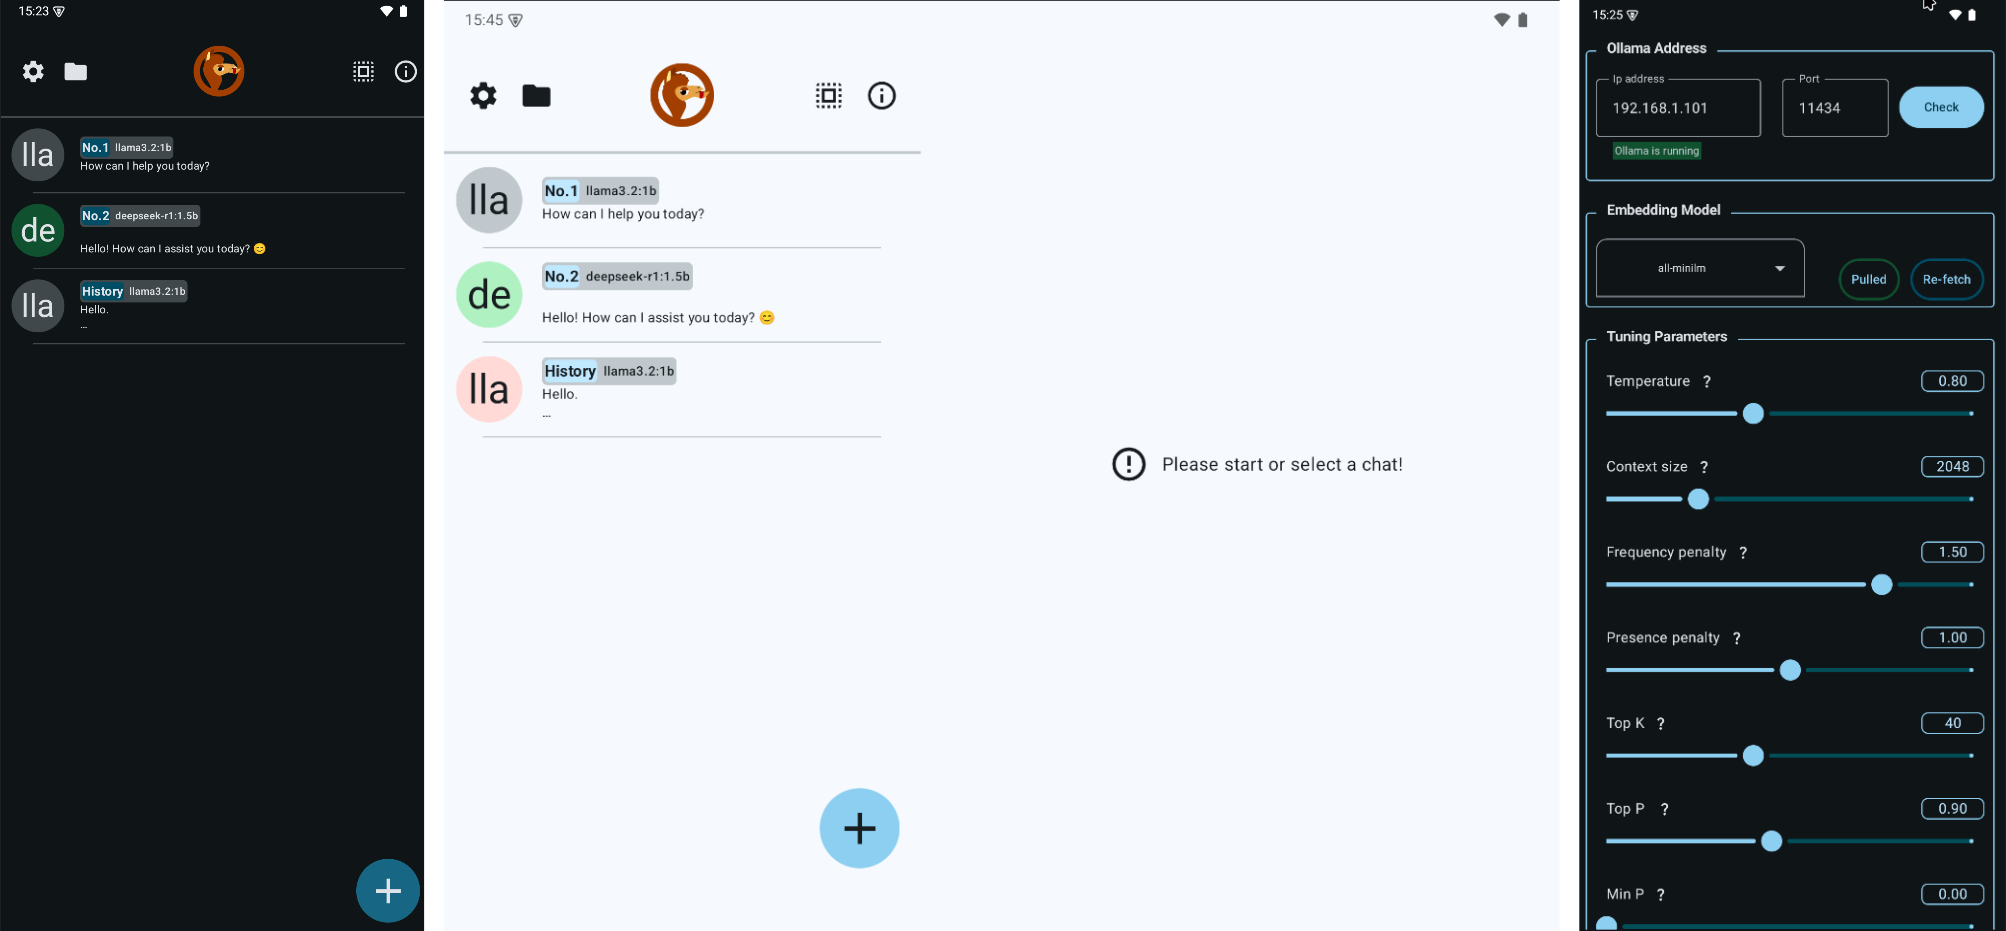 15:23
lla
No.1 llama3.2:1b
How can I help you today?
de
No.2 deepseek-r1:1.5b
Hello! How can I assist you today? 😊
lla
History llama3.2:1b
Hello.
...
15:45
lla
No.1 llama3.2:1b
How can I help you today?
de
No.2 deepseek-r1:1.5b
Hello! How can I assist you today? 😊
lla
History llama3.2:1b
Hello.
...
Please start or select a chat!
15:25
Ollama Address
Ip address
192.168.1.101
Port
11434
Check
Ollama is running
Embedding Model
all-minilm
Pulled
Re-fetch
Tuning Parameters
Temperature ? 0.80
Context size ? 2048
Frequency penalty ? 1.50
Presence penalty ? 1.00
Top K ? 40
Top P ? 0.90
Min P ? 0.00